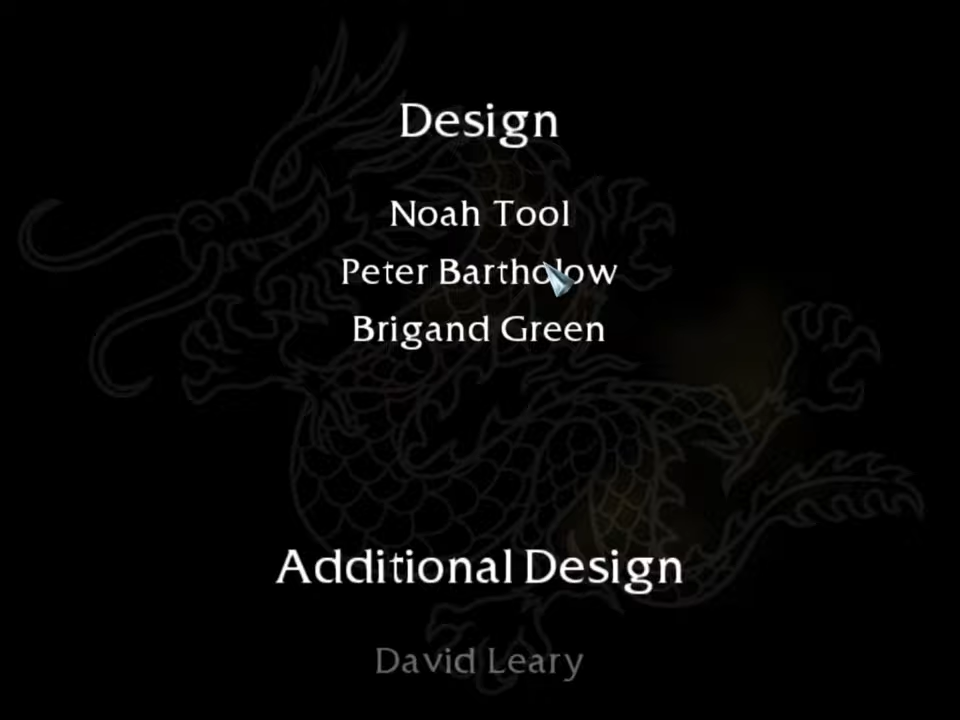 Design
Noah Tool
Peter Bartholow
Brigand Green
Additional Design
David Leary